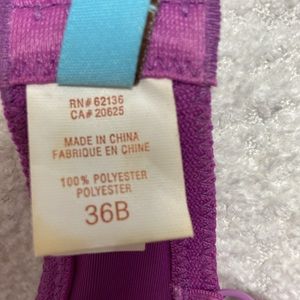 RN# 62136
CA# 20625
MADE IN CHINA
FABRIQUE EN CHINE
100% POLYESTER
POLYESTER
36B